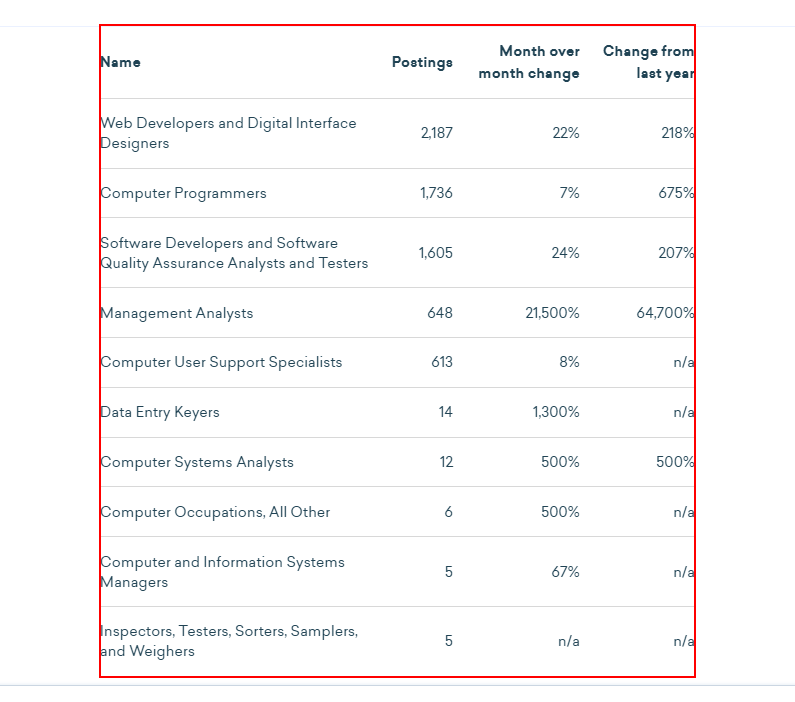 Name Postings Month over month change Change from last year
Web Developers and Digital Interface
Designers 2,187 22% 218%
Computer Programmers 1,736 7% 675%
Software Developers and Software
Quality Assurance Analysts and Testers 1,605 24% 207%
Management Analysts 648 21,500% 64,700%
Computer User Support Specialists 613 8% n/a
Data Entry Keyers 14 1,300% n/a
Computer Systems Analysts 12 500% 500%
Computer Occupations, All Other 6 500% n/a
Computer and Information Systems
Managers 5 67% n/a
Inspectors, Testers, Sorters, Samplers,
and Weighers 5 n/a n/a